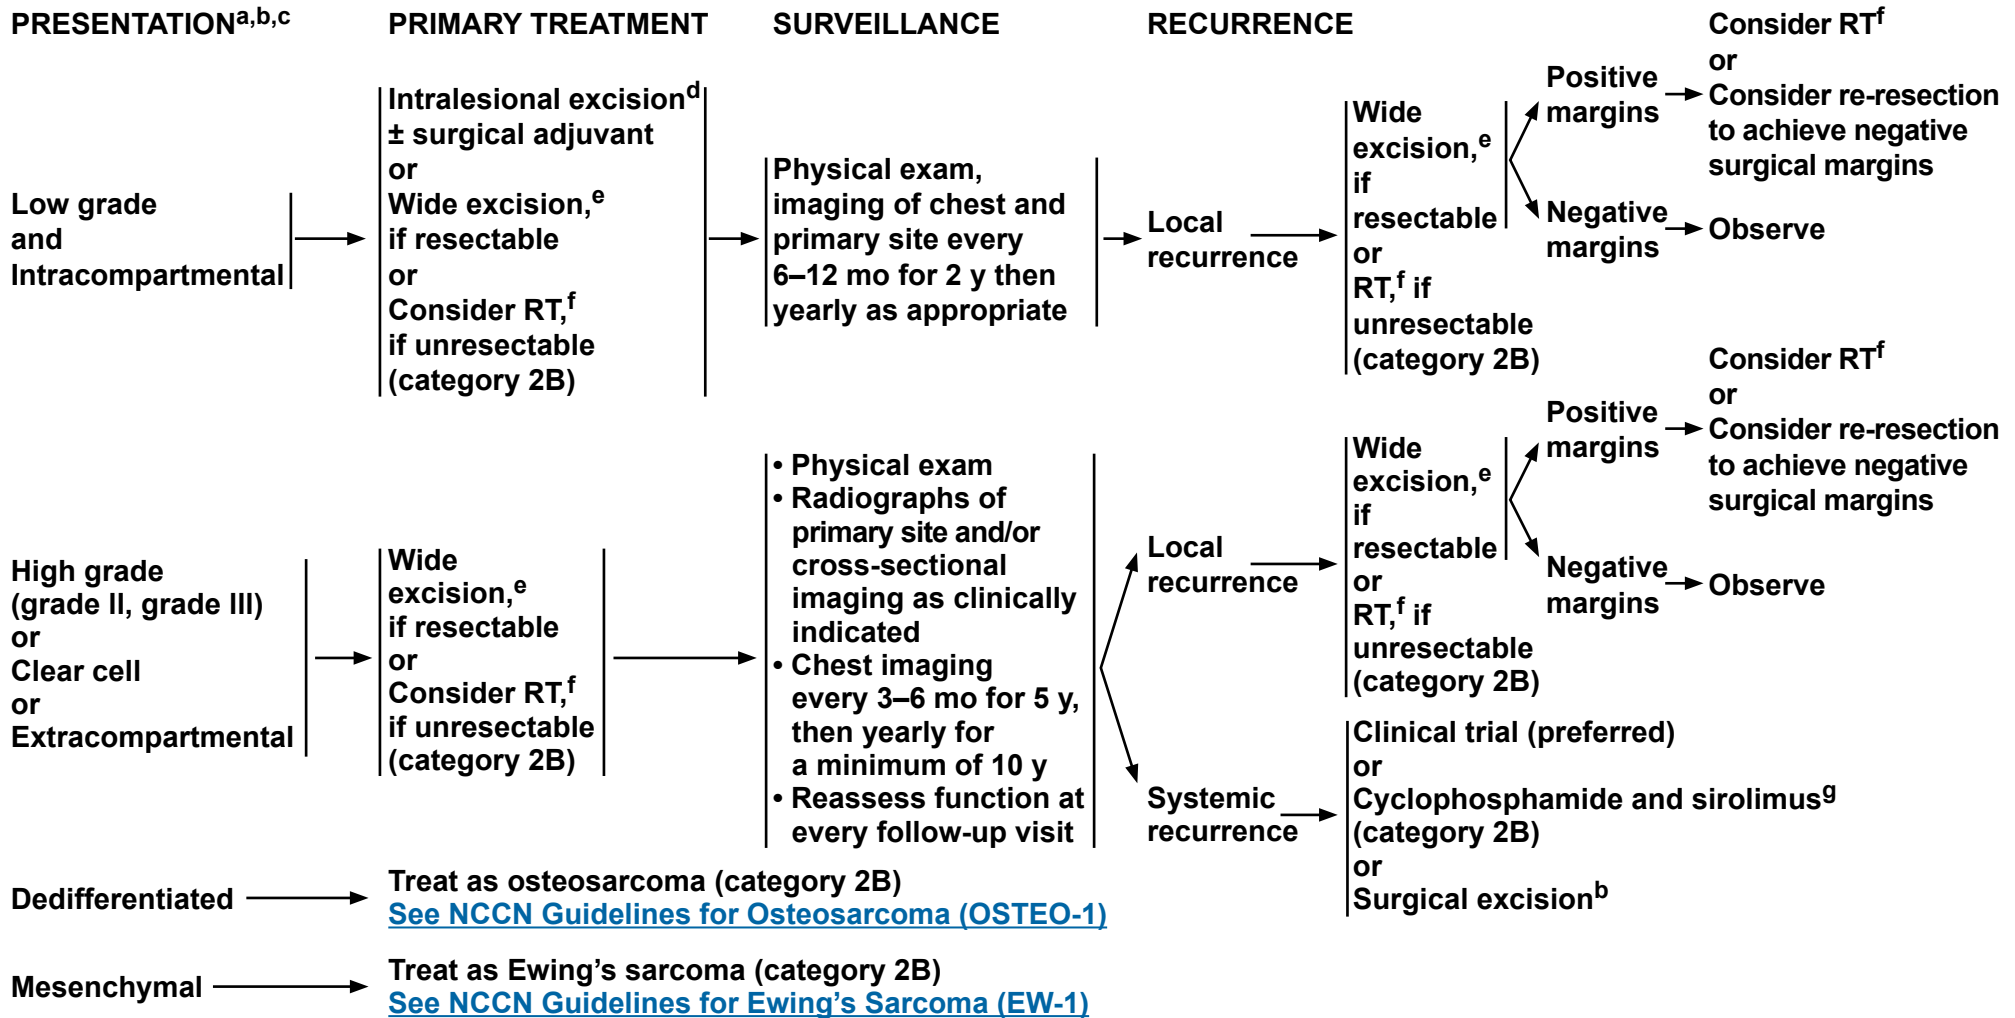 PRESENTATIONa,b,c
PRIMARY TREATMENT
SURVEILLANCE
RECURRENCE
Low grade
and
Intracompartmental
Intralesional excisiond
± surgical adjuvant
or
Wide excision,e
if resectable
or
Consider RT,f
if unresectable
(category 2B)
Physical exam,
imaging of chest and
primary site every
6–12 mo for 2 y then
yearly as appropriate
Local
recurrence
Wide
excision,e
if
resectable
or
RT,f if
unresectable
(category 2B)
Positive
margins
Consider RTf
or
Consider re-resection
to achieve negative
surgical margins
Negative
margins
Observe
High grade
(grade II, grade III)
or
Clear cell
or
Extracompartmental
Wide
excision,e
if resectable
or
Consider RT,f
if unresectable
(category 2B)
• Physical exam
• Radiographs of
primary site and/or
cross-sectional
imaging as clinically
indicated
• Chest imaging
every 3–6 mo for 5 y,
then yearly for
a minimum of 10 y
• Reassess function at
every follow-up visit
Local
recurrence
Wide
excision,e
if
resectable
or
RT,f if
unresectable
(category 2B)
Positive
margins
Consider RTf
or
Consider re-resection
to achieve negative
surgical margins
Negative
margins
Observe
Systemic
recurrence
Clinical trial (preferred)
or
Cyclophosphamide and sirolimusg
(category 2B)
or
Surgical excisionb
Dedifferentiated
Treat as osteosarcoma (category 2B)
See NCCN Guidelines for Osteosarcoma (OSTEO-1)
Mesenchymal
Treat as Ewing's sarcoma (category 2B)
See NCCN Guidelines for Ewing's Sarcoma (EW-1)